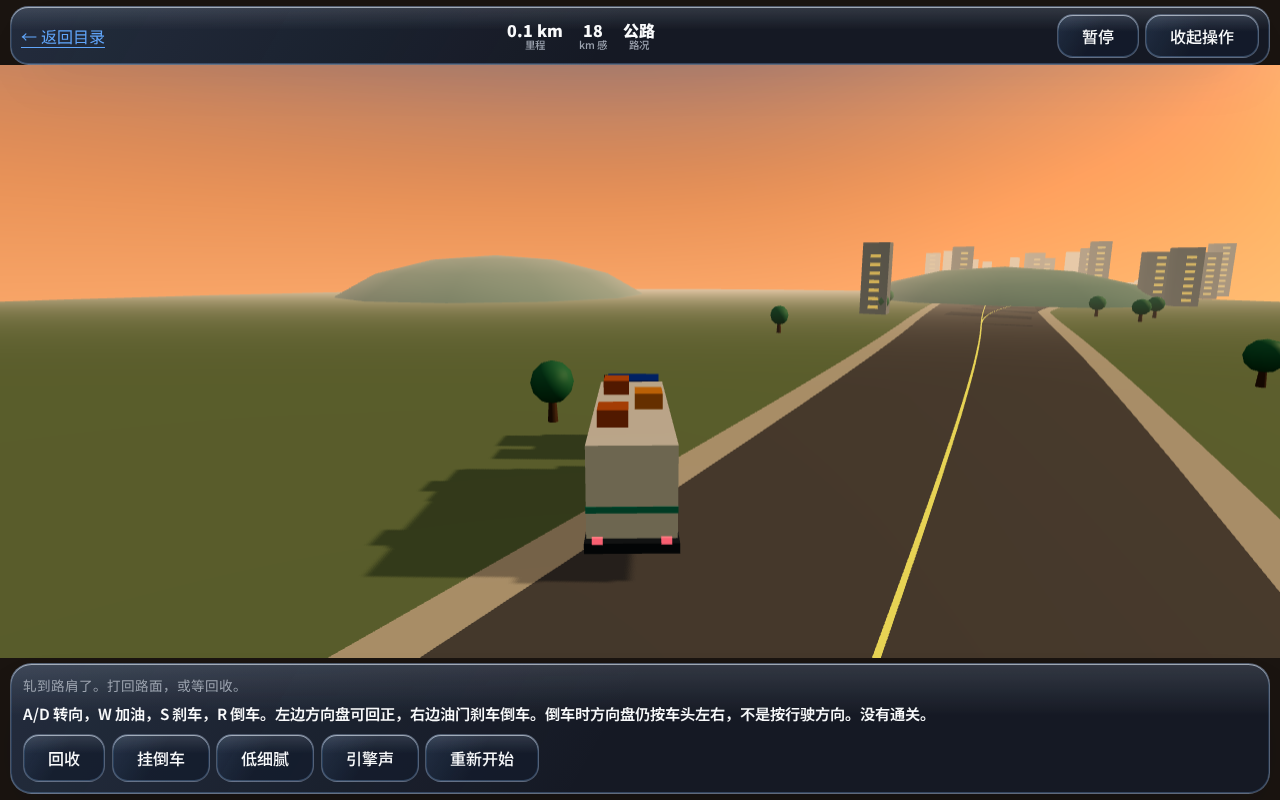 ← 返回目录
0.1 km 18 公路
里程 km 感 路况
暂停 收起操作
轧到路肩了。打回路面，或等回收。
A/D 转向，W 加油，S 刹车，R 倒车。左边方向盘可回正，右边油门刹车倒车。倒车时方向盘仍按车头左右，不是按行驶方向。没有通关。
回收 挂倒车 低细腻 引擎声 重新开始